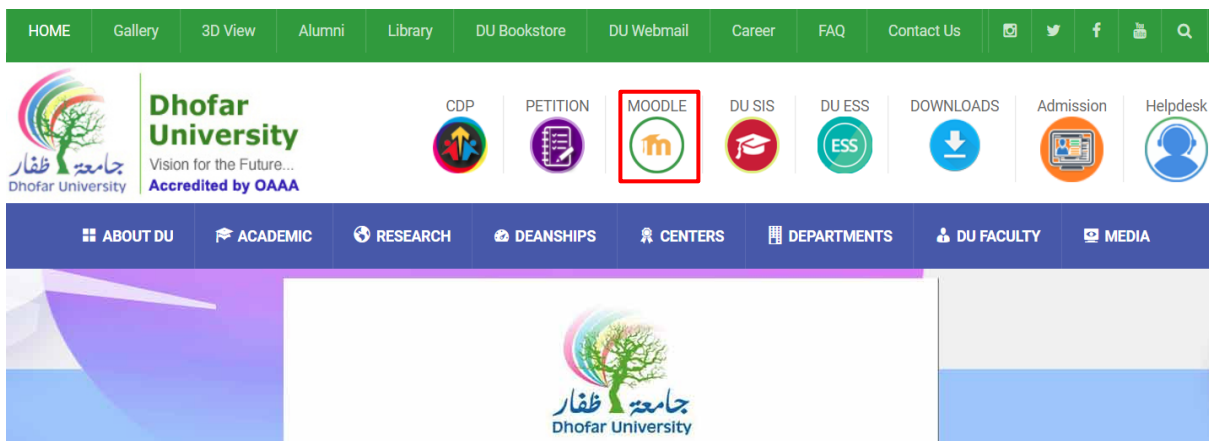 HOME Gallery 3D View Alumni Library DU Bookstore DU Webmail Career FAQ Contact Us You Tube
CDP PETITION MOODLE DU SIS DU ESS DOWNLOADS Admission Helpdesk
Dhofar
University
Vision for the Future...
Accredited by OAAA
جامعة ظفار
Dhofar University
ESS
ABOUT DU ACADEMIC RESEARCH DEANSHIPS CENTERS DEPARTMENTS DU FACULTY MEDIA
جامعة ظفار
Dhofar University